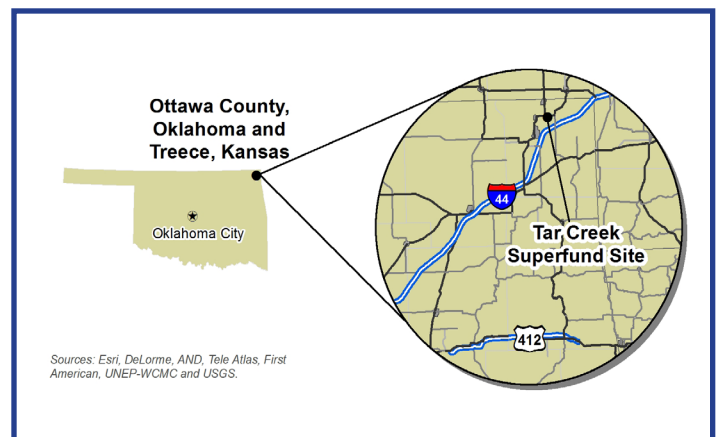 Ottawa County,
Oklahoma and
Treece, Kansas
Oklahoma City
44
Tar Creek
Superfund Site
412
Sources: Esri, DeLorme, AND, Tele Atlas, First
American, UNEP-WCMC and USGS.